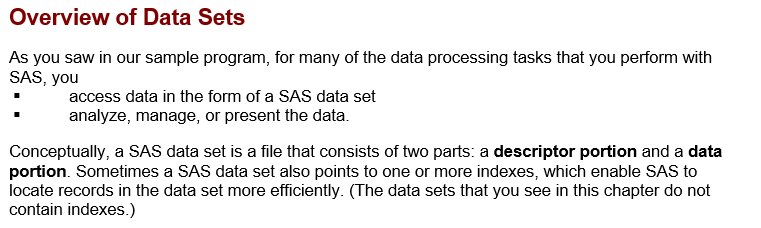 Overview of Data Sets
As you saw in our sample program, for many of the data processing tasks that you perform with
SAS, you
▪ access data in the form of a SAS data set
▪ analyze, manage, or present the data.
Conceptually, a SAS data set is a file that consists of two parts: a descriptor portion and a data
portion. Sometimes a SAS data set also points to one or more indexes, which enable SAS to
locate records in the data set more efficiently. (The data sets that you see in this chapter do not
contain indexes.)